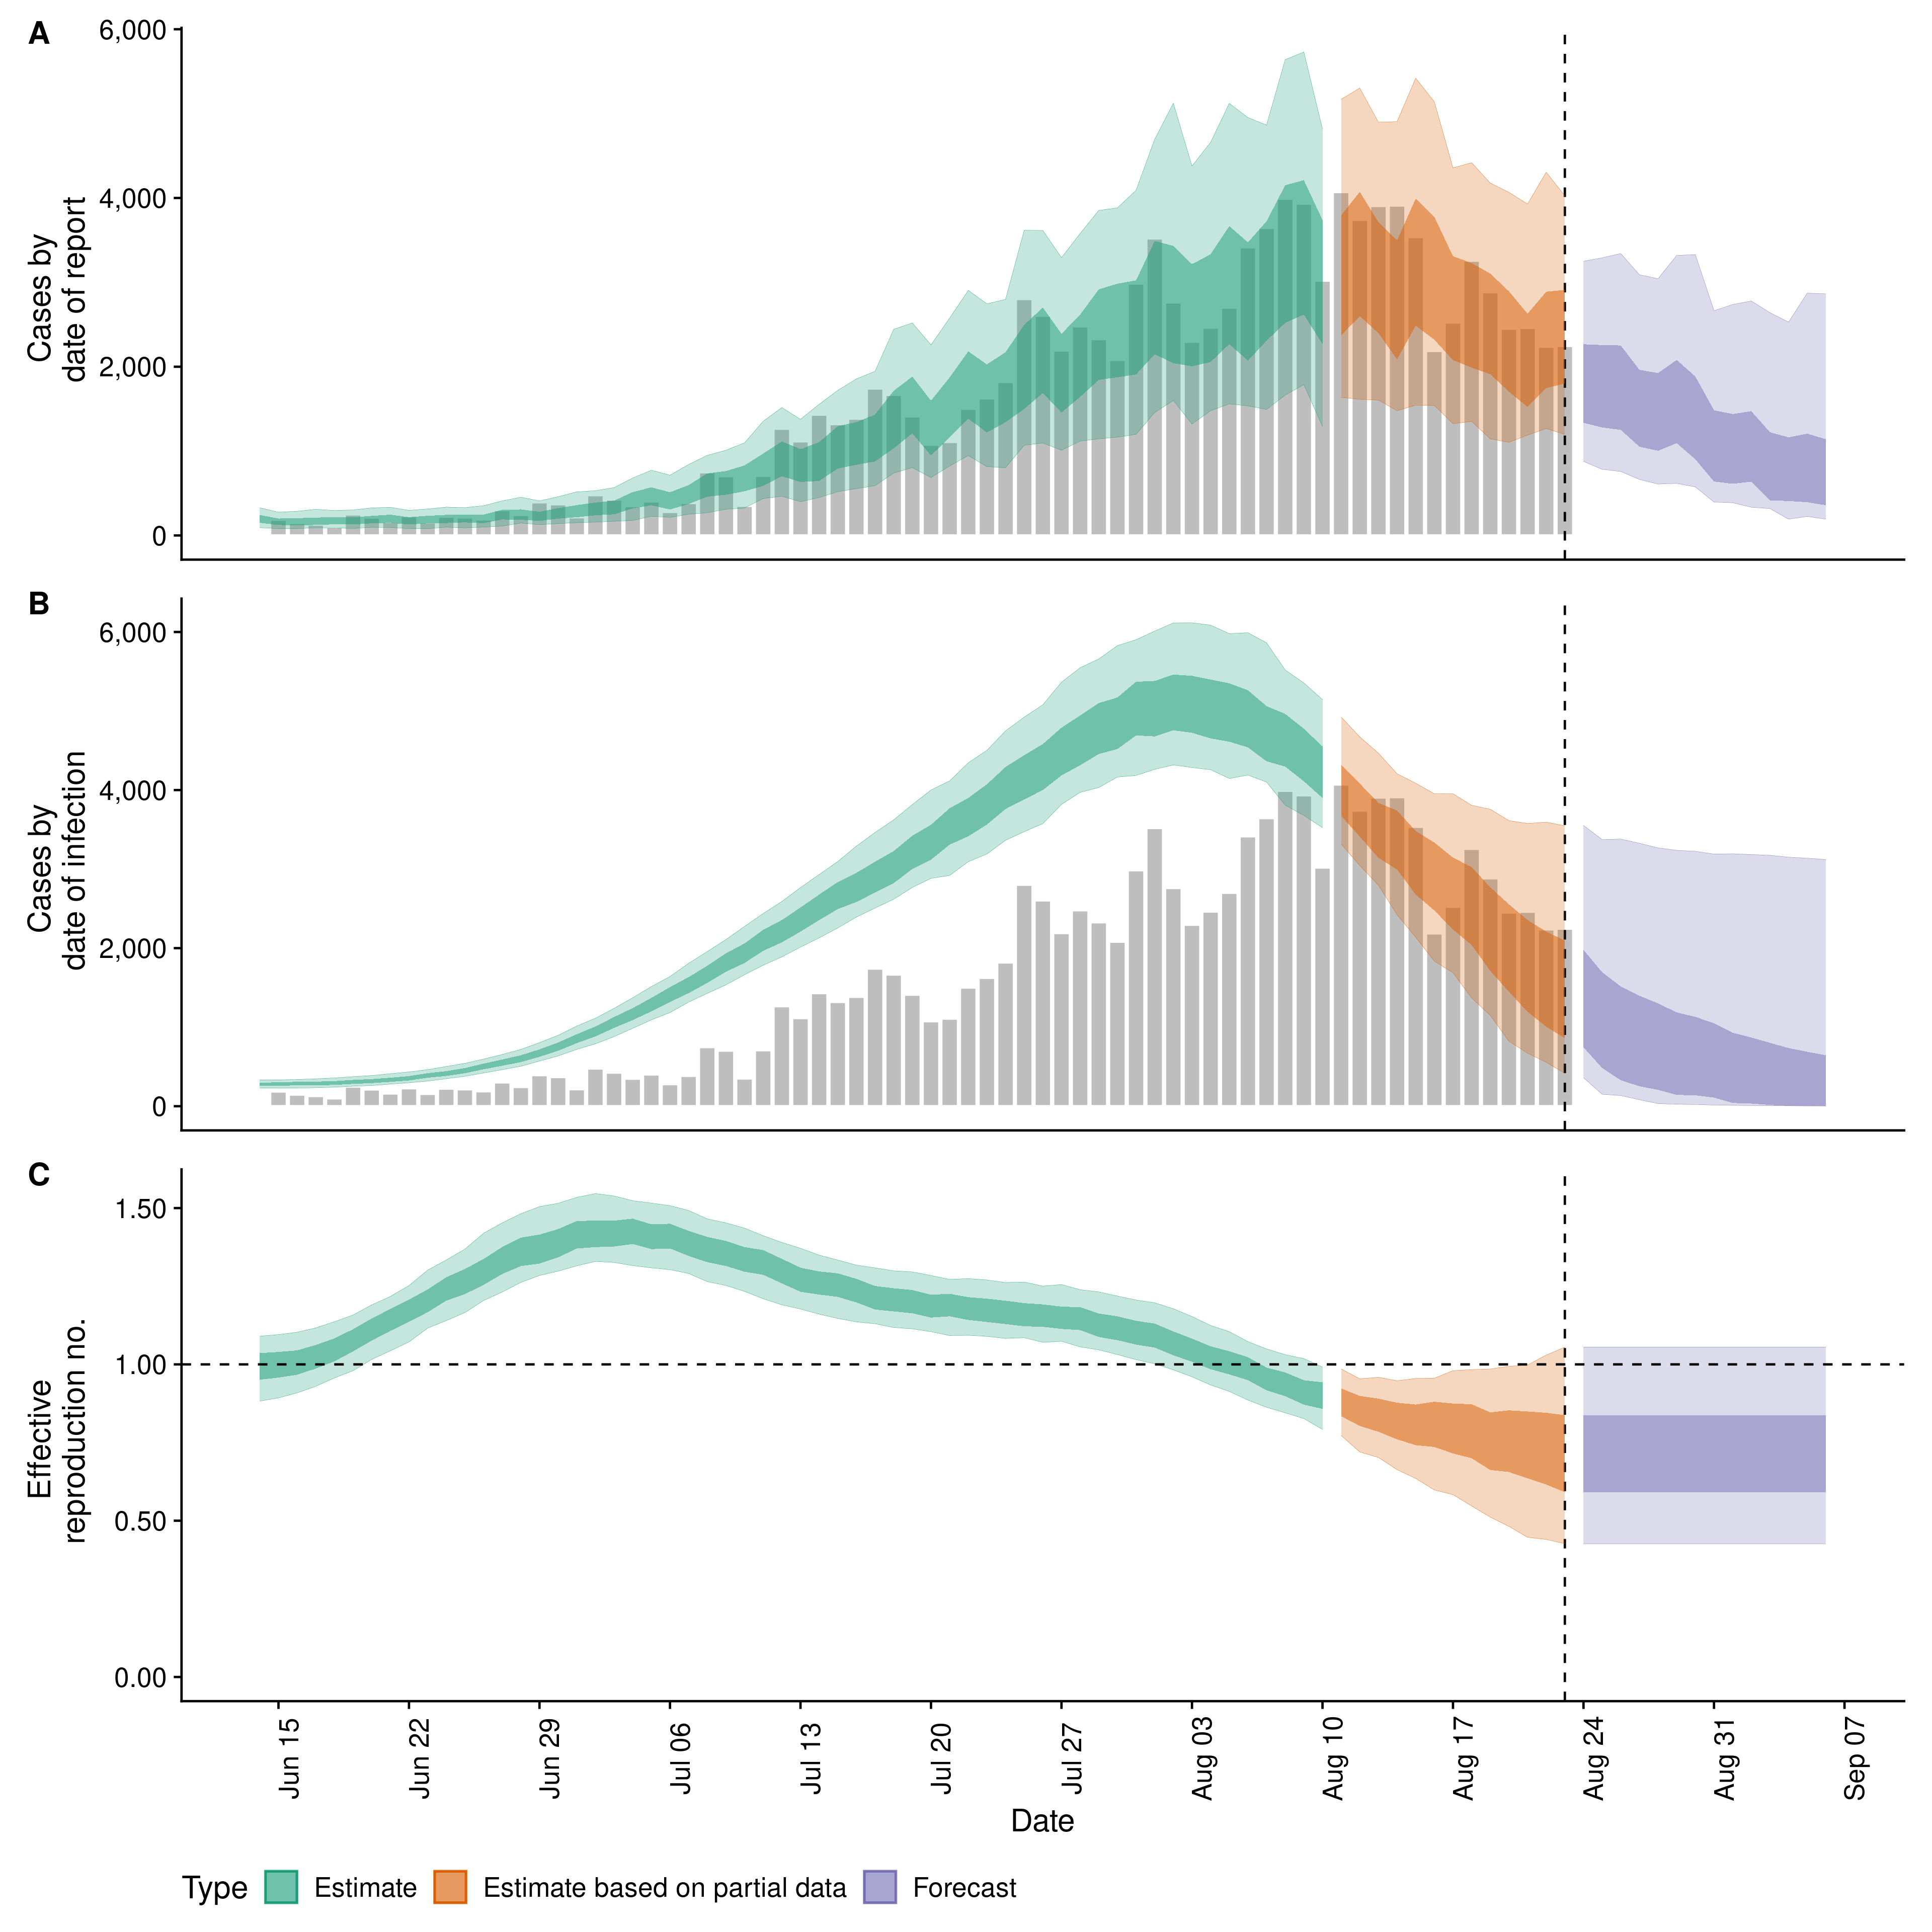 A
6,000
4,000
2,000
0
Cases by
date of report
B
6,000
4,000
2,000
0
Cases by
date of infection
C
1.50
1.00
0.50
0.00
Effective
reproduction no.
Jun 15
Jun 22
Jun 29
Jul 06
Jul 13
Jul 20
Jul 27
Aug 03
Aug 10
Aug 17
Aug 24
Aug 31
Sep 07
Date
Type Estimate Estimate based on partial data Forecast